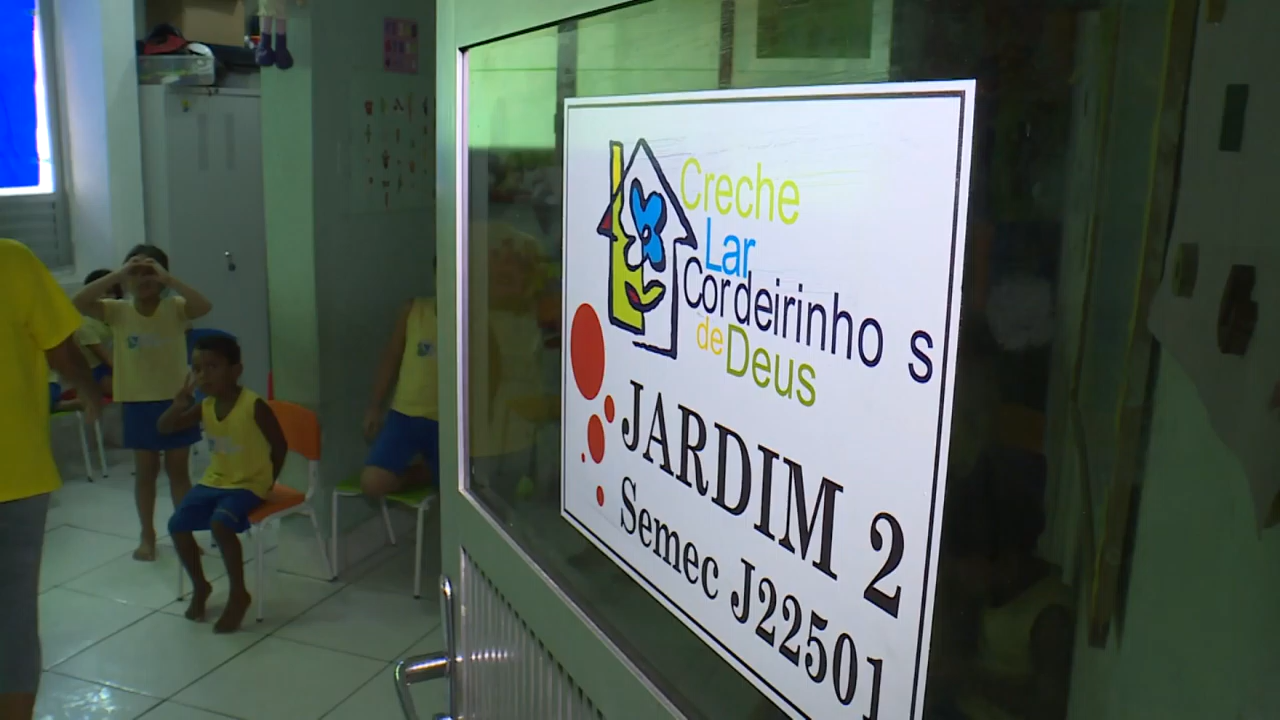 Creche
Lar
Cordeirinho s
de Deus
JARDIM 2
Semec J22501